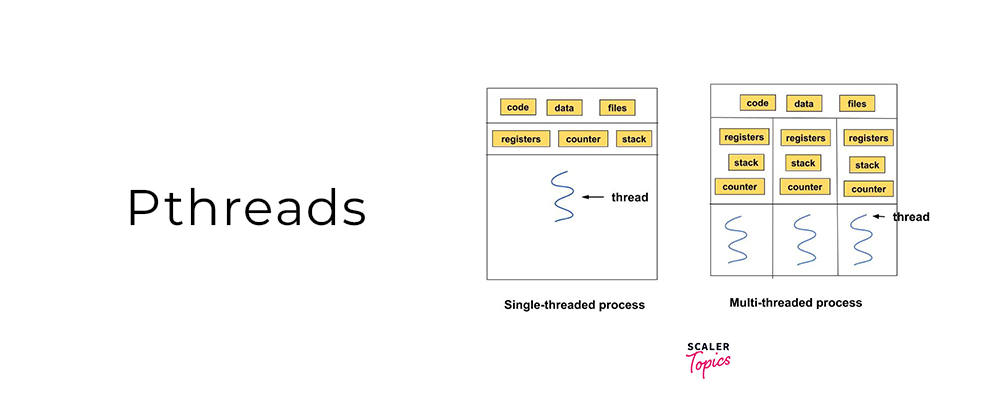 Pthreads
code data files
registers counter stack
thread
Single-threaded process
code data files
registers registers registers
stack stack stack
counter counter counter
thread
Multi-threaded process
SCALER
Topics